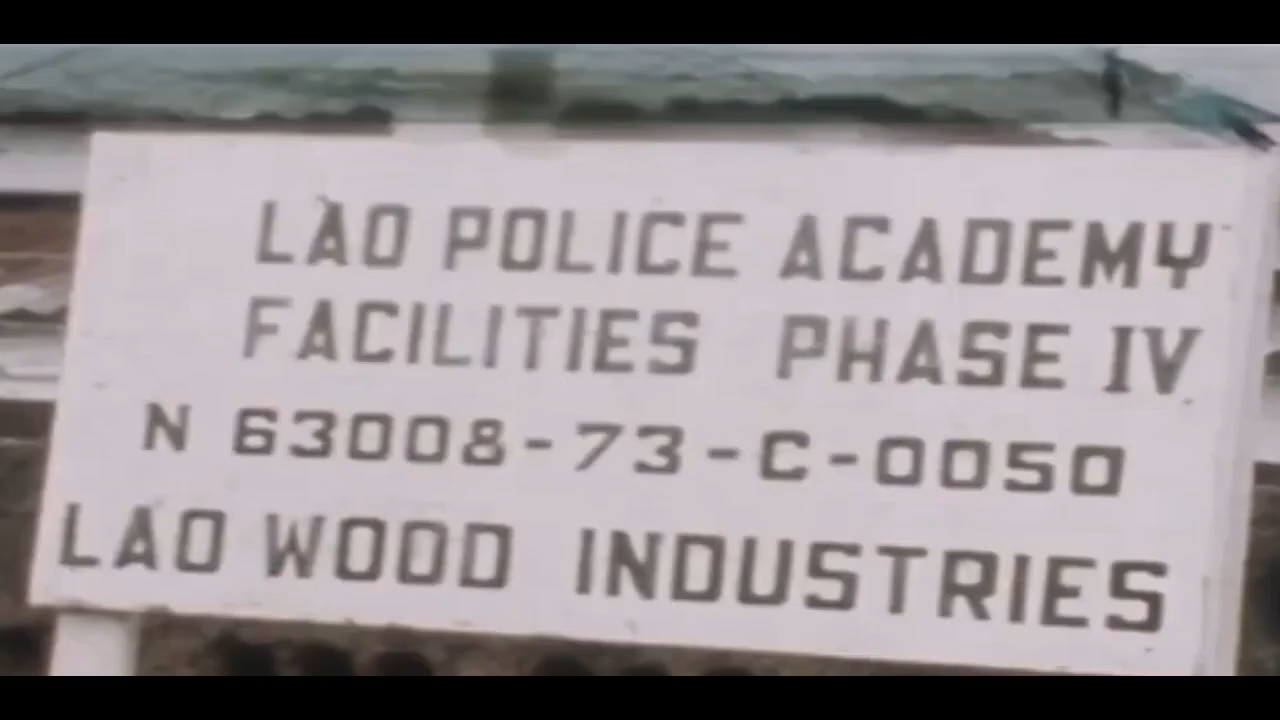 LAO POLICE ACADEMY
FACILITIES PHASE IV
N 63008-73-C-0050
LAO WOOD INDUSTRIES